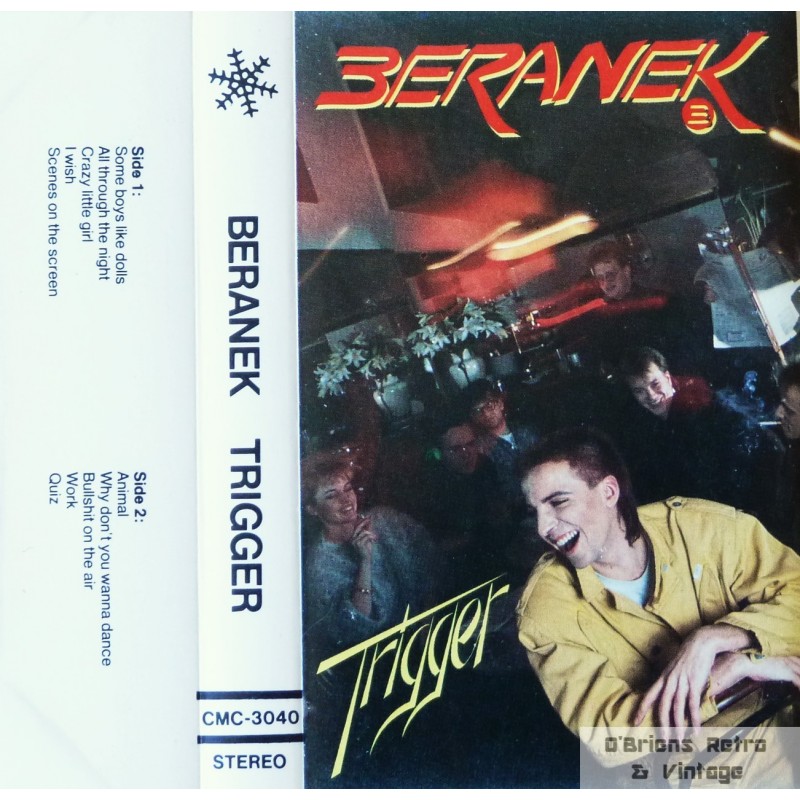 Side 1:
Some boys like dolls
All through the night
Crazy little girl
I wish
Scenes on the screen
Side 2:
Animal
Why don't you wanna dance
Bullshit on the air
Work
Quiz
BERANEK TRIGGER
CMC-3040
STEREO
BERANEK
B
Trigger
O'Briens Retro
& Vintage